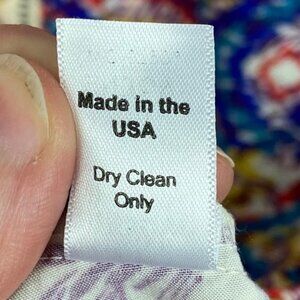 Made in the
USA
Dry Clean
Only